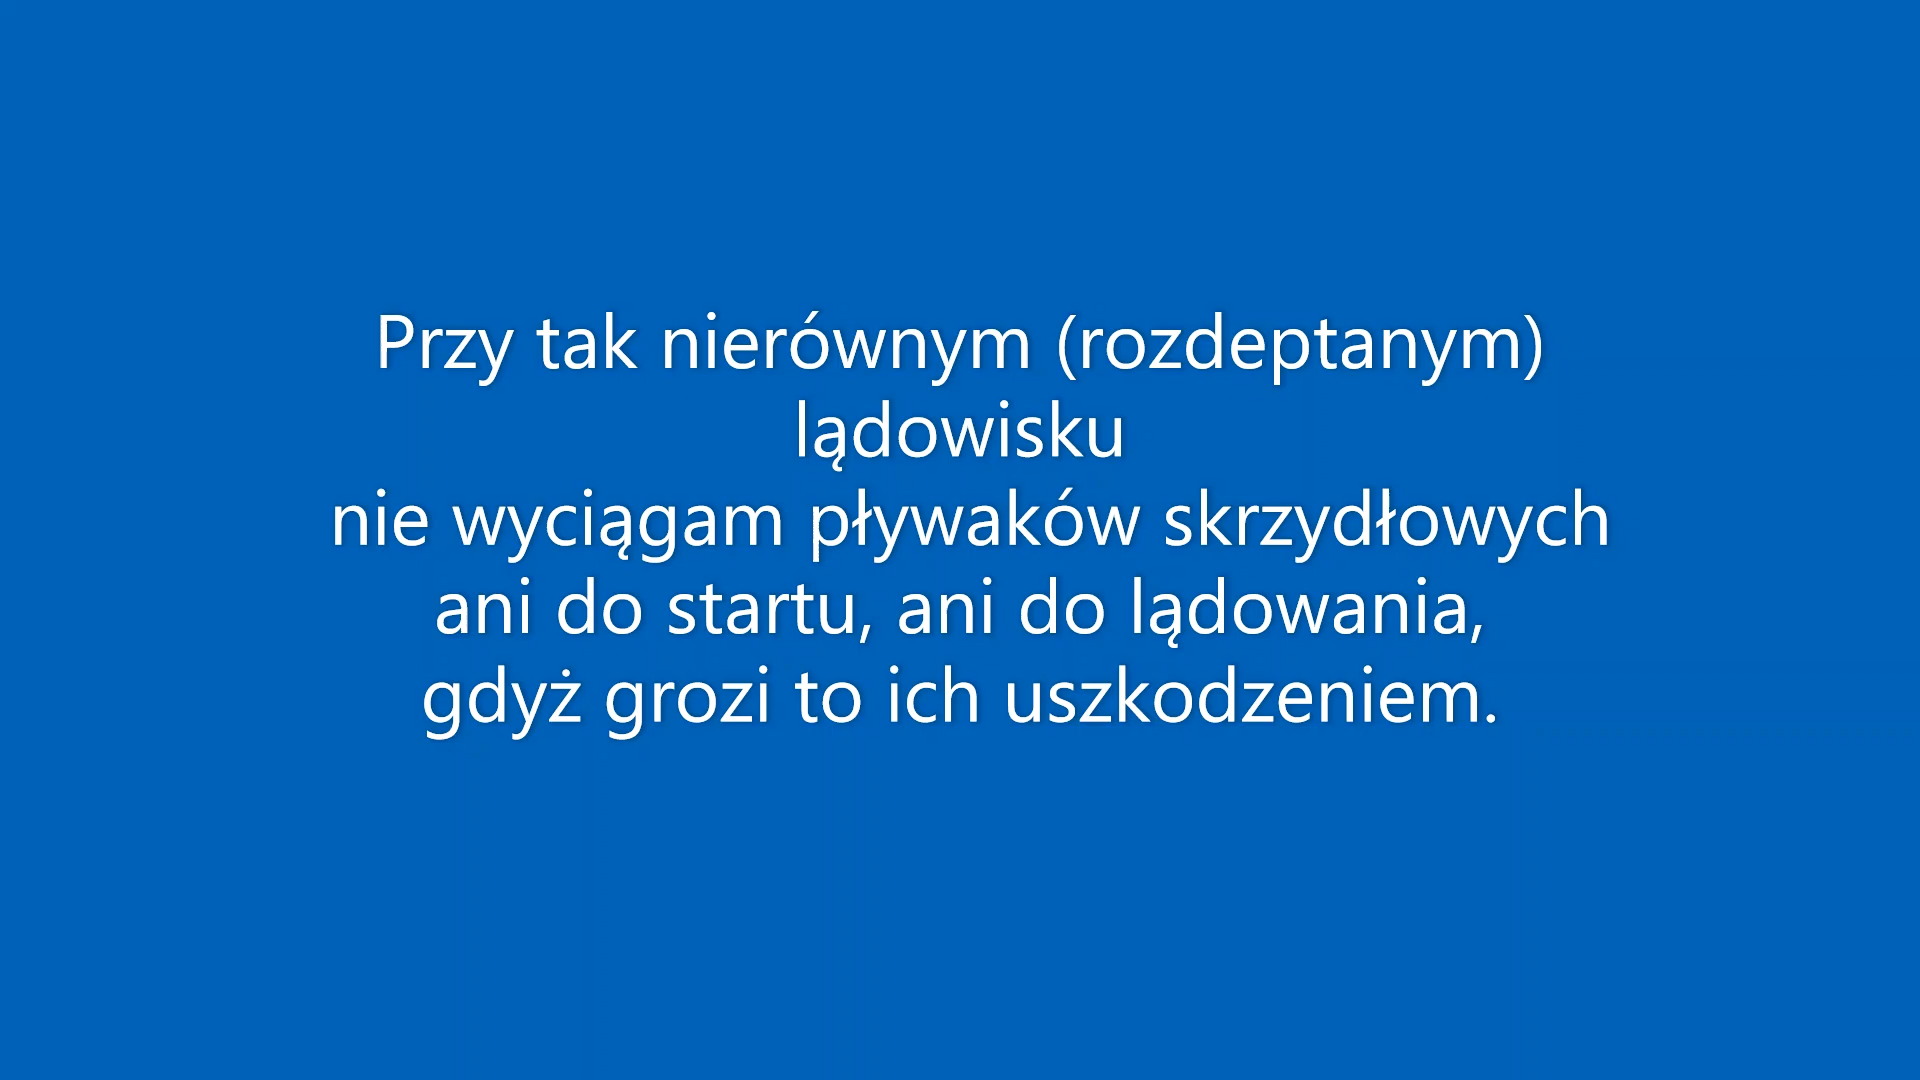 Przy tak nierównym (rozdeptanym)
lądowisku
nie wyciągam pływaków skrzydłowych
ani do startu, ani do lądowania,
gdyż grozi to ich uszkodzeniem.